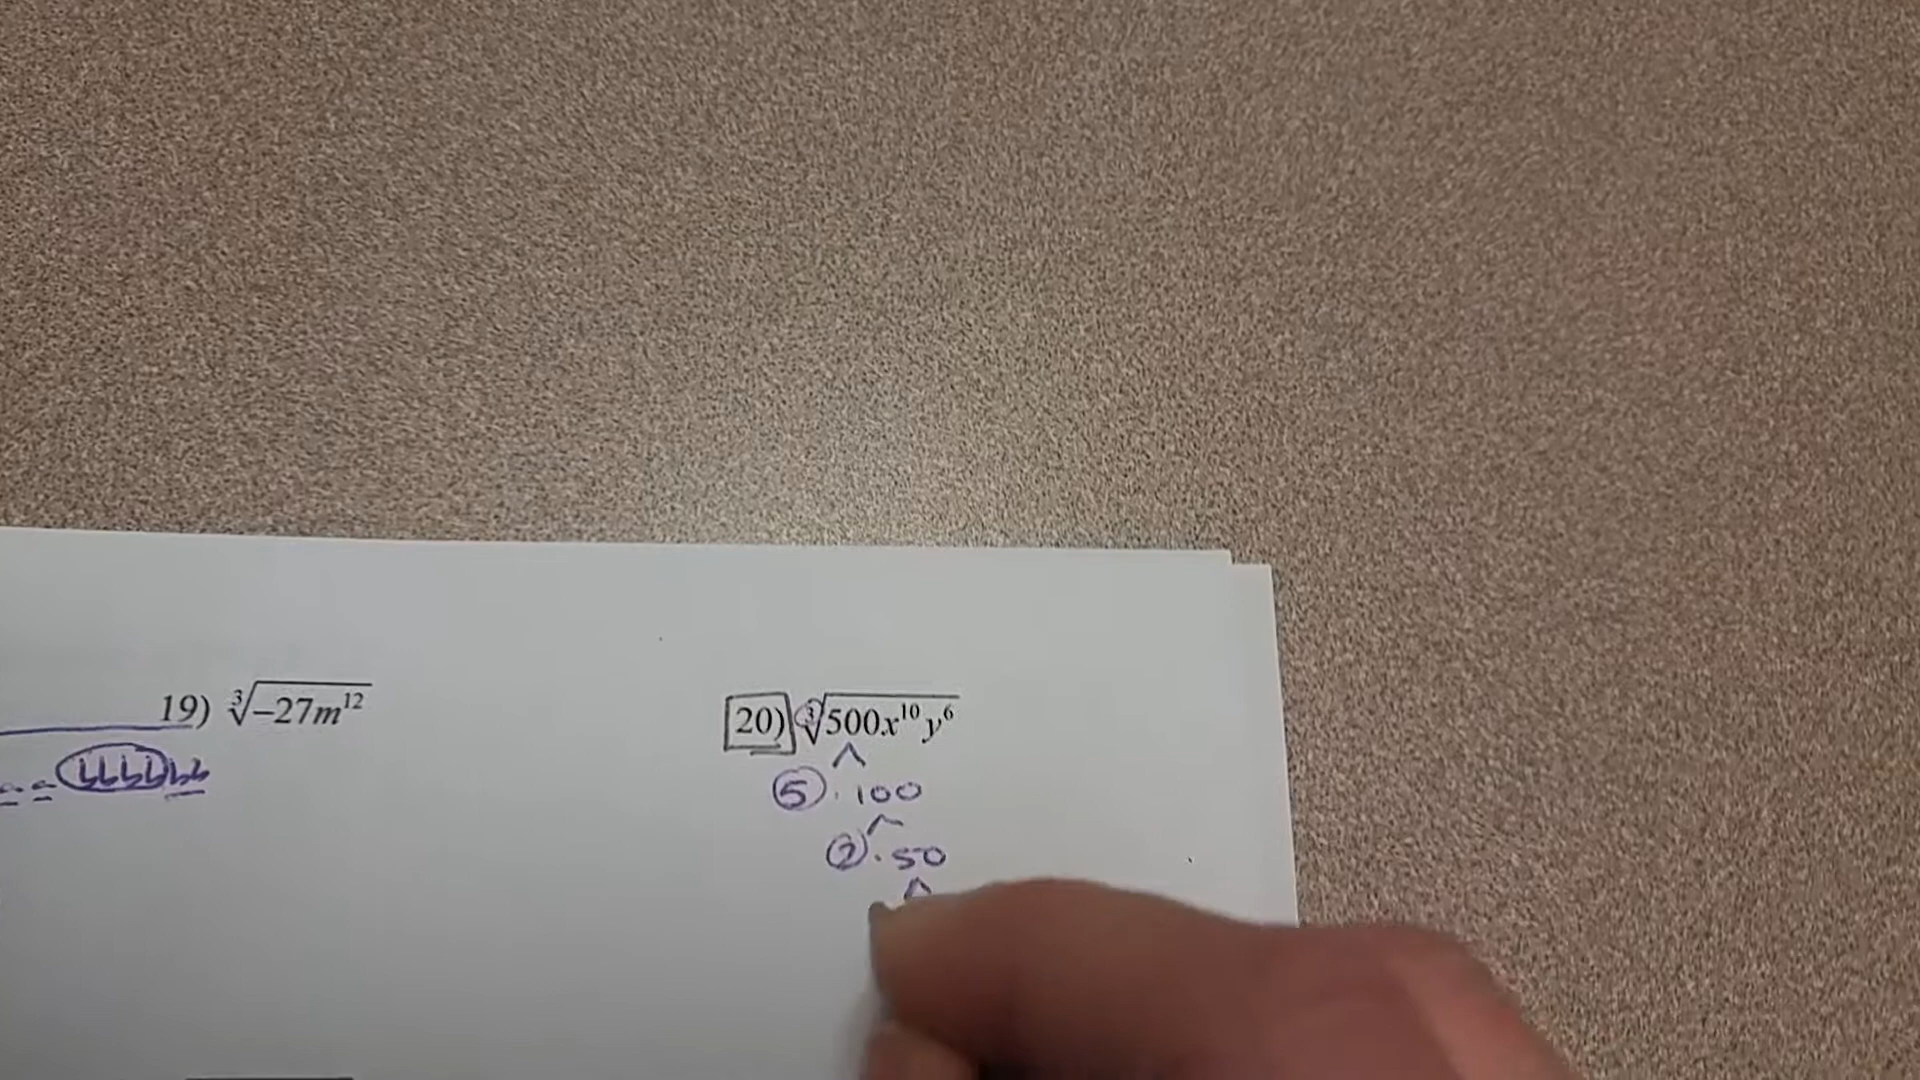 19) ∛−27m¹²
20) ∛500x¹⁰y⁶
5 · 100
2 · 50